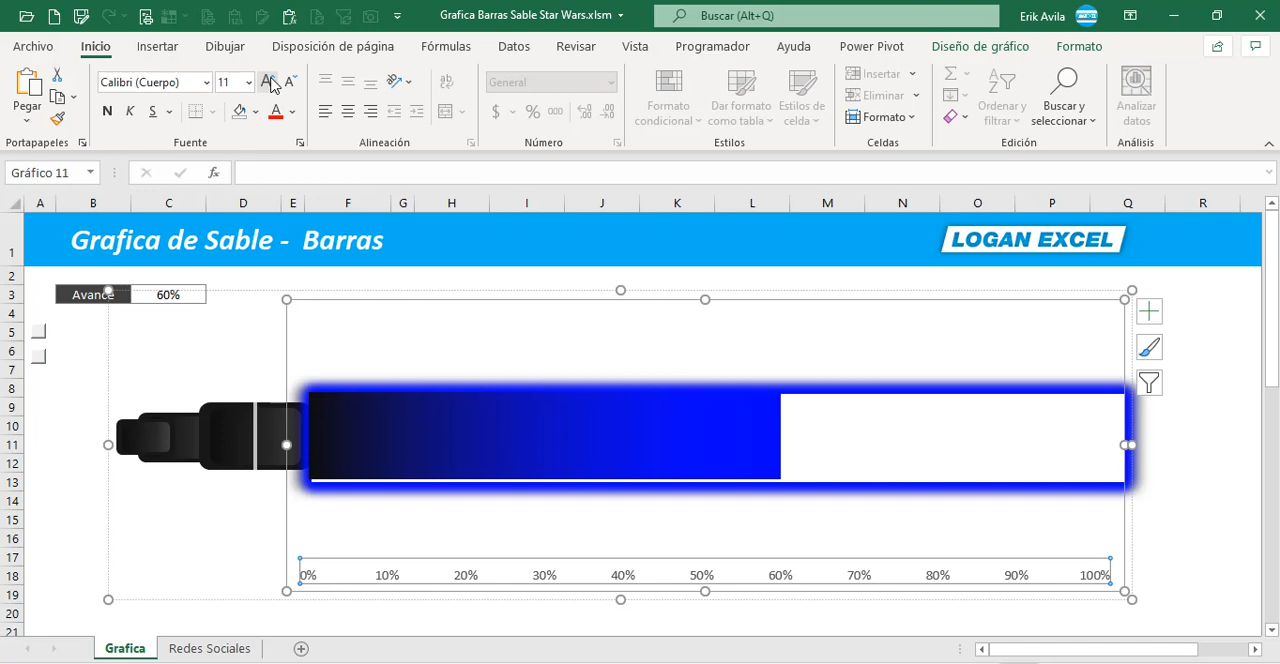 Grafica Barras Sable Star Wars.xlsm
Buscar (Alt+Q)
Erik Avila
Archivo Inicio Insertar Dibujar Disposición de página Fórmulas Datos Revisar Vista Programador Ayuda Power Pivot Diseño de gráfico Formato
Pegar
Calibri (Cuerpo) 11
N K S
General
$ % 000
Formato condicional
Dar formato como tabla
Estilos de celda
Insertar
Eliminar
Formato
Ordenar y filtrar
Buscar y seleccionar
Analizar datos
Portapapeles Fuente Alineación Número Estilos Celdas Edición Análisis
Gráfico 11
fx
A B C D E F G H I J K L M N O P Q R
1
Grafica de Sable - Barras
LOGAN EXCEL
2
3
Avance 60%
4
5
6
7
8
9
10
11
12
13
14
15
16
17
18
0% 10% 20% 30% 40% 50% 60% 70% 80% 90% 100%
19
20
21
Grafica Redes Sociales